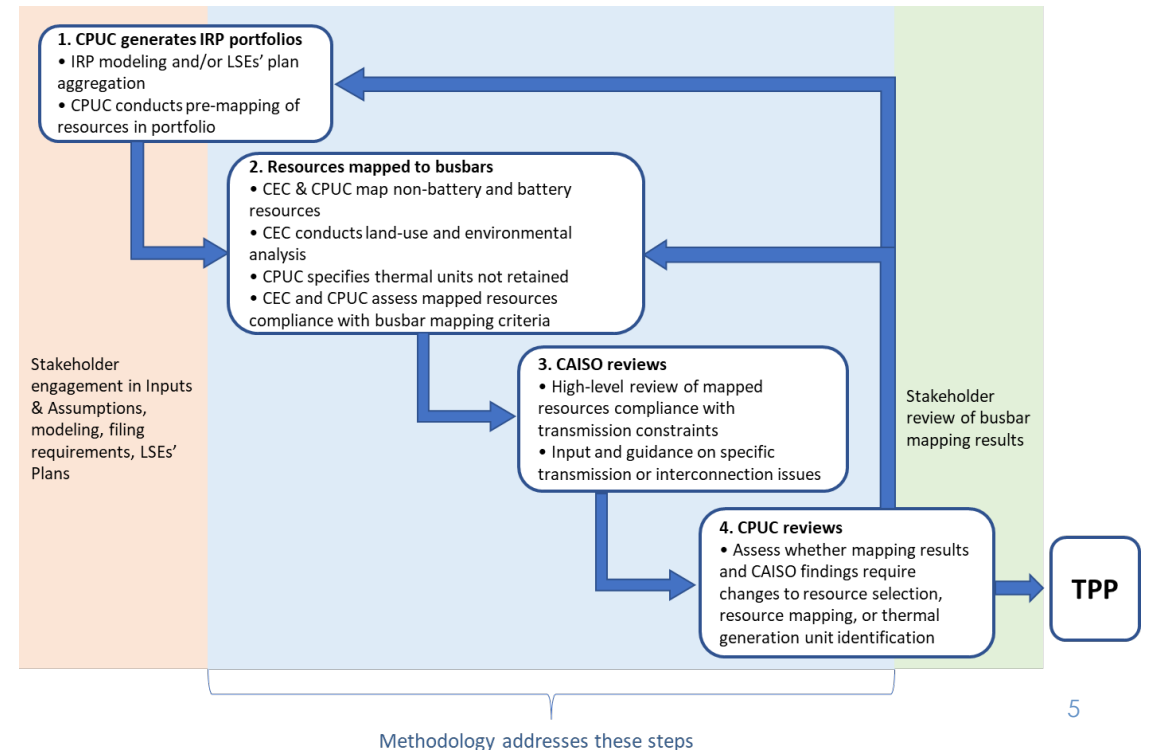 1. CPUC generates IRP portfolios
• IRP modeling and/or LSEs’ plan
aggregation
• CPUC conducts pre-mapping of
resources in portfolio
2. Resources mapped to busbars
• CEC & CPUC map non-battery and battery
resources
• CEC conducts land-use and environmental
analysis
• CPUC specifies thermal units not retained
• CEC and CPUC assess mapped resources
compliance with busbar mapping criteria
Stakeholder
engagement in Inputs
& Assumptions,
modeling, filing
requirements, LSEs’
Plans
3. CAISO reviews
• High-level review of mapped
resources compliance with
transmission constraints
• Input and guidance on specific
transmission or interconnection issues
Stakeholder
review of busbar
mapping results
4. CPUC reviews
• Assess whether mapping results
and CAISO findings require
changes to resource selection,
resource mapping, or thermal
generation unit identification
TPP
Methodology addresses these steps
5